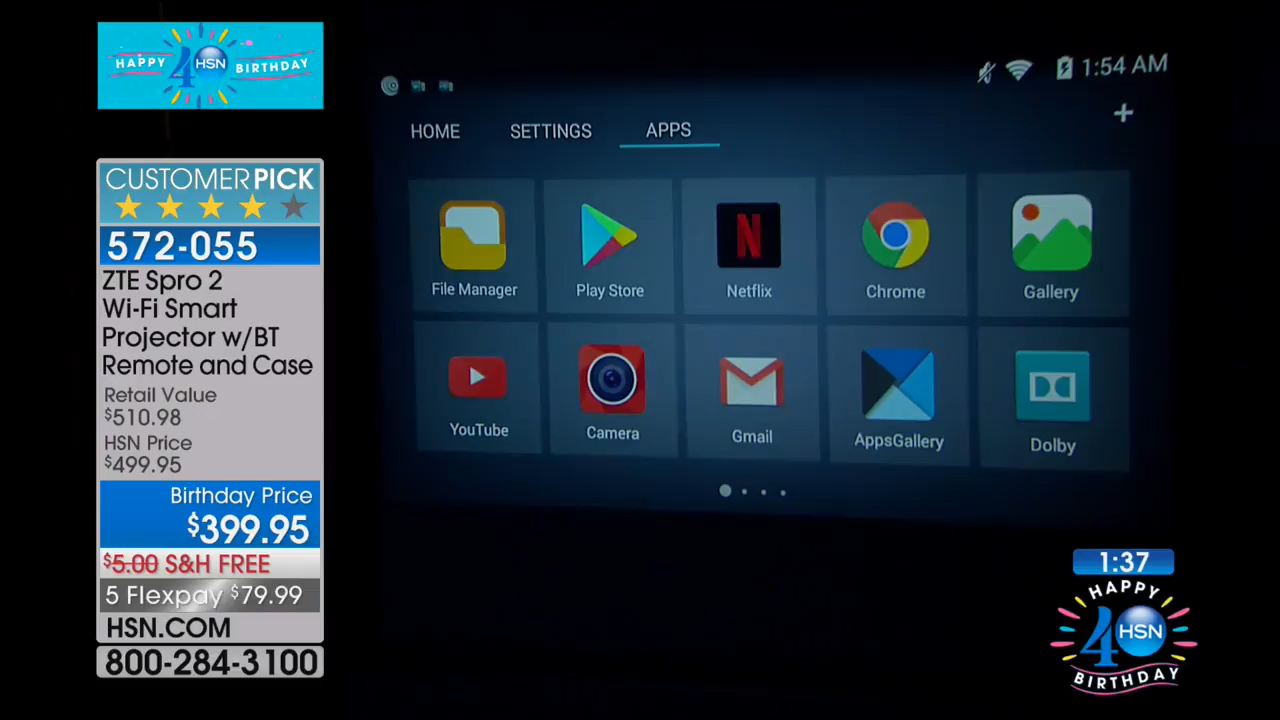 HAPPY 40 HSN BIRTHDAY
CUSTOMER PICK
572-055
ZTE Spro 2
Wi-Fi Smart
Projector w/BT
Remote and Case
Retail Value
$510.98
HSN Price
$499.95
Birthday Price
$399.95
$5.00 S&H FREE
5 Flexpay $79.99
HSN.COM
800-284-3100
1:54 AM
HOME SETTINGS APPS +
N
File Manager Play Store Netflix Chrome Gallery
YouTube Camera Gmail AppsGallery Dolby
1:37
HAPPY
40 HSN
BIRTHDAY